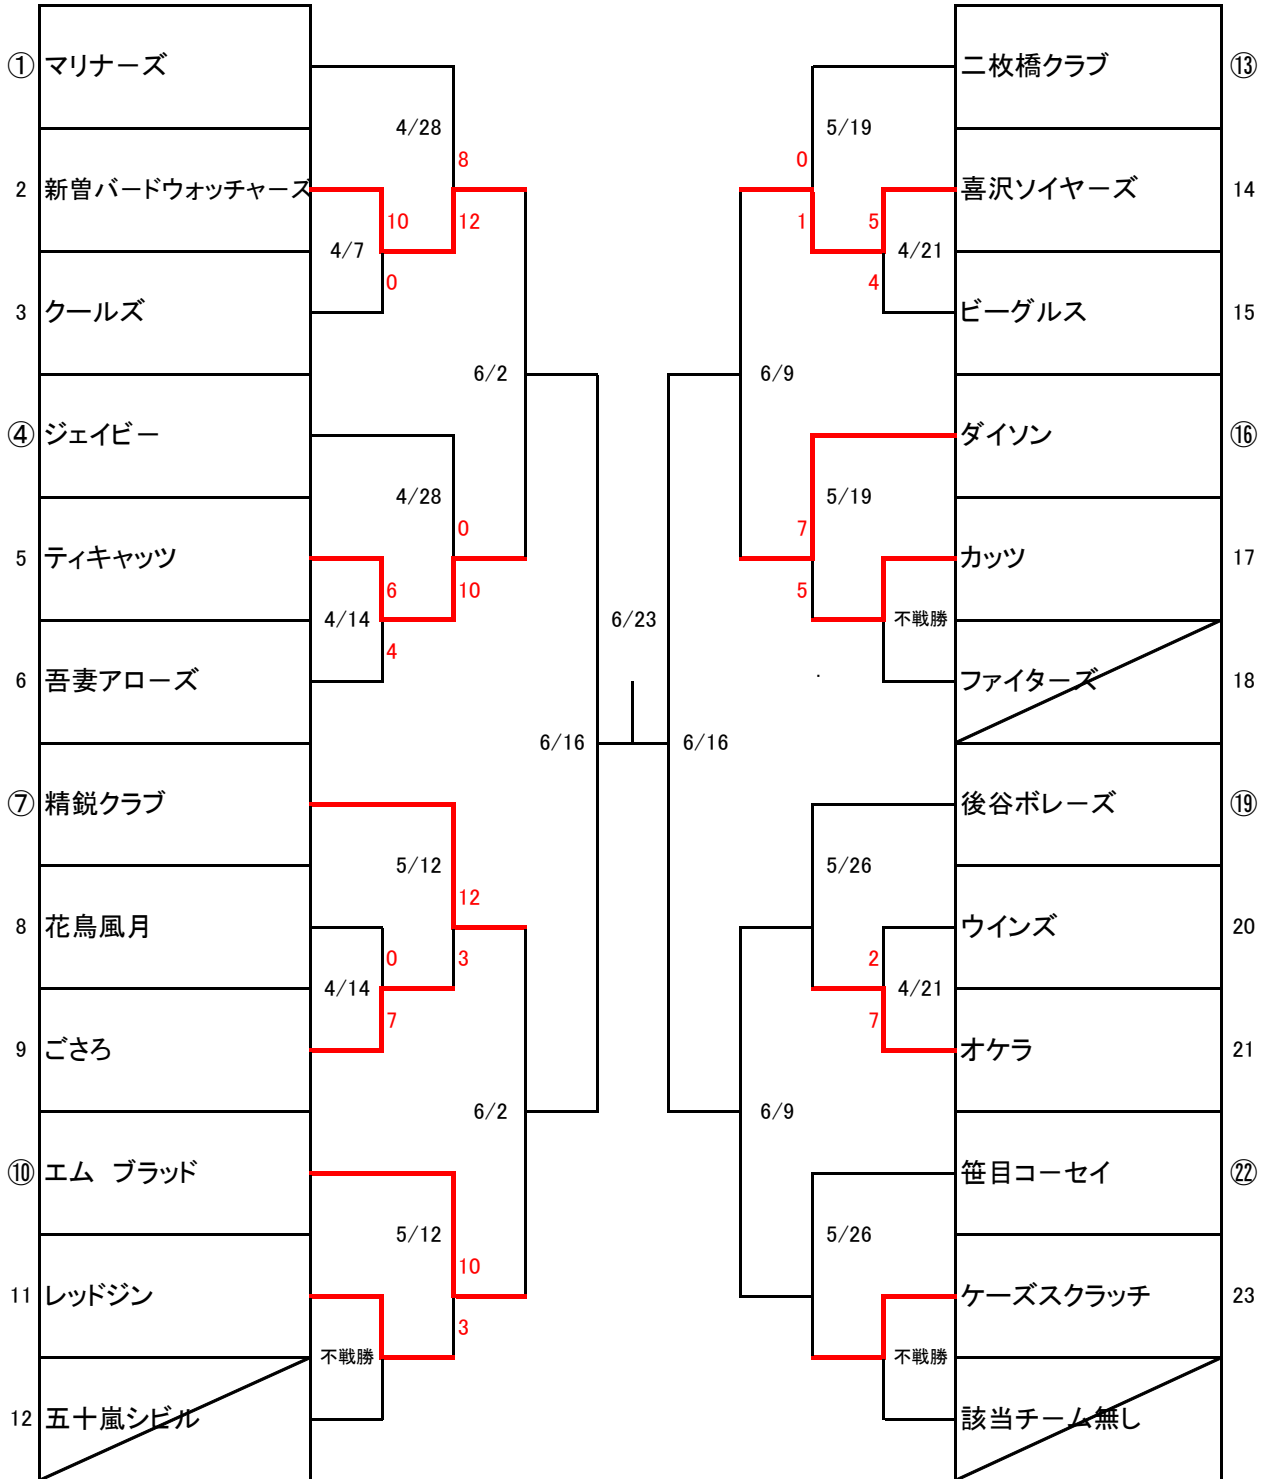 ① マリナーズ
4/28
8
2 新曽バードウォッチャーズ
10
12
4/7
0
3 クールズ
6/2
④ ジェイビー
4/28
0
5 ティキャッツ
6
10
4/14
4
6 吾妻アローズ
6/16
⑦ 精鋭クラブ
5/12
12
8 花鳥風月
0
3
4/14
7
9 ごさろ
6/2
⑩ エム ブラッド
5/12
10
11 レッドジン
3
不戦勝
12 五十嵐シビル
6/23
二枚橋クラブ ⑬
5/19
0
喜沢ソイヤーズ 14
1
5
4/21
4
ビーグルス 15
6/9
ダイソン ⑯
5/19
7
カッツ 17
5
不戦勝
ファイターズ 18
6/16
後谷ボレーズ ⑲
5/26
ウインズ 20
2
4/21
7
オケラ 21
6/9
笹目コーセイ ㉒
5/26
ケーズスクラッチ 23
不戦勝
該当チーム無し